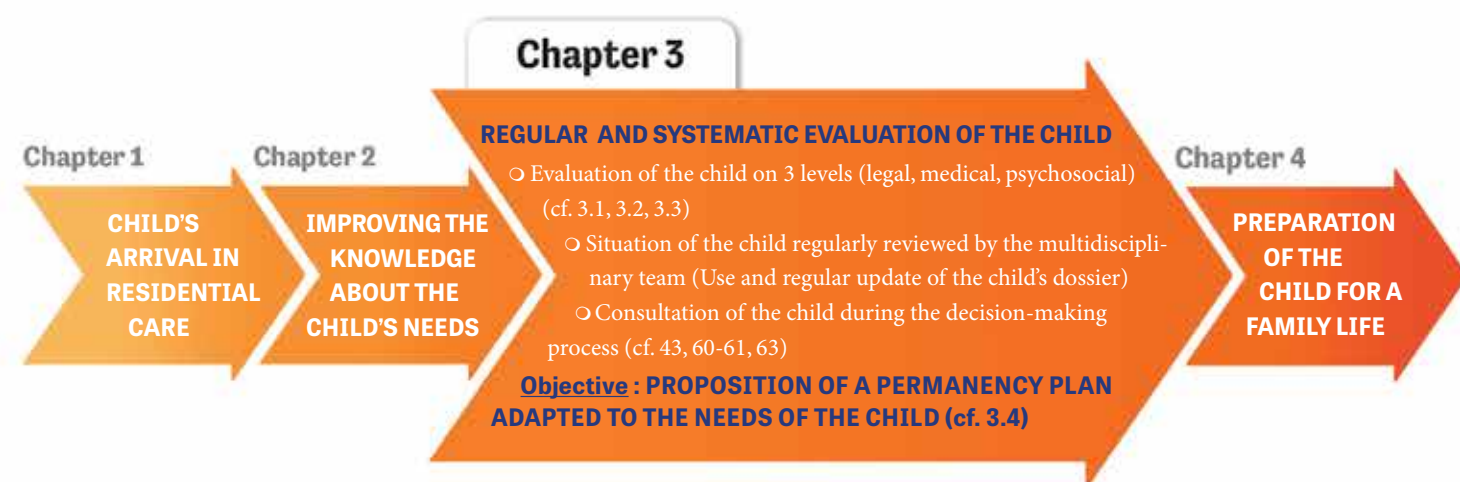 Chapter 1
CHILD'S
ARRIVAL IN
RESIDENTIAL
CARE
Chapter 2
IMPROVING THE
KNOWLEDGE
ABOUT THE
CHILD'S NEEDS
Chapter 3
REGULAR AND SYSTEMATIC EVALUATION OF THE CHILD
Evaluation of the child on 3 levels (legal, medical, psychosocial)
(cf. 3.1, 3.2, 3.3)
Situation of the child regularly reviewed by the multidiscipli-
nary team (Use and regular update of the child's dossier)
Consultation of the child during the decision-making
process (cf. 43, 60-61, 63)
Objective : PROPOSITION OF A PERMANENCY PLAN
ADAPTED TO THE NEEDS OF THE CHILD (cf. 3.4)
Chapter 4
PREPARATION
OF THE
CHILD FOR A
FAMILY LIFE